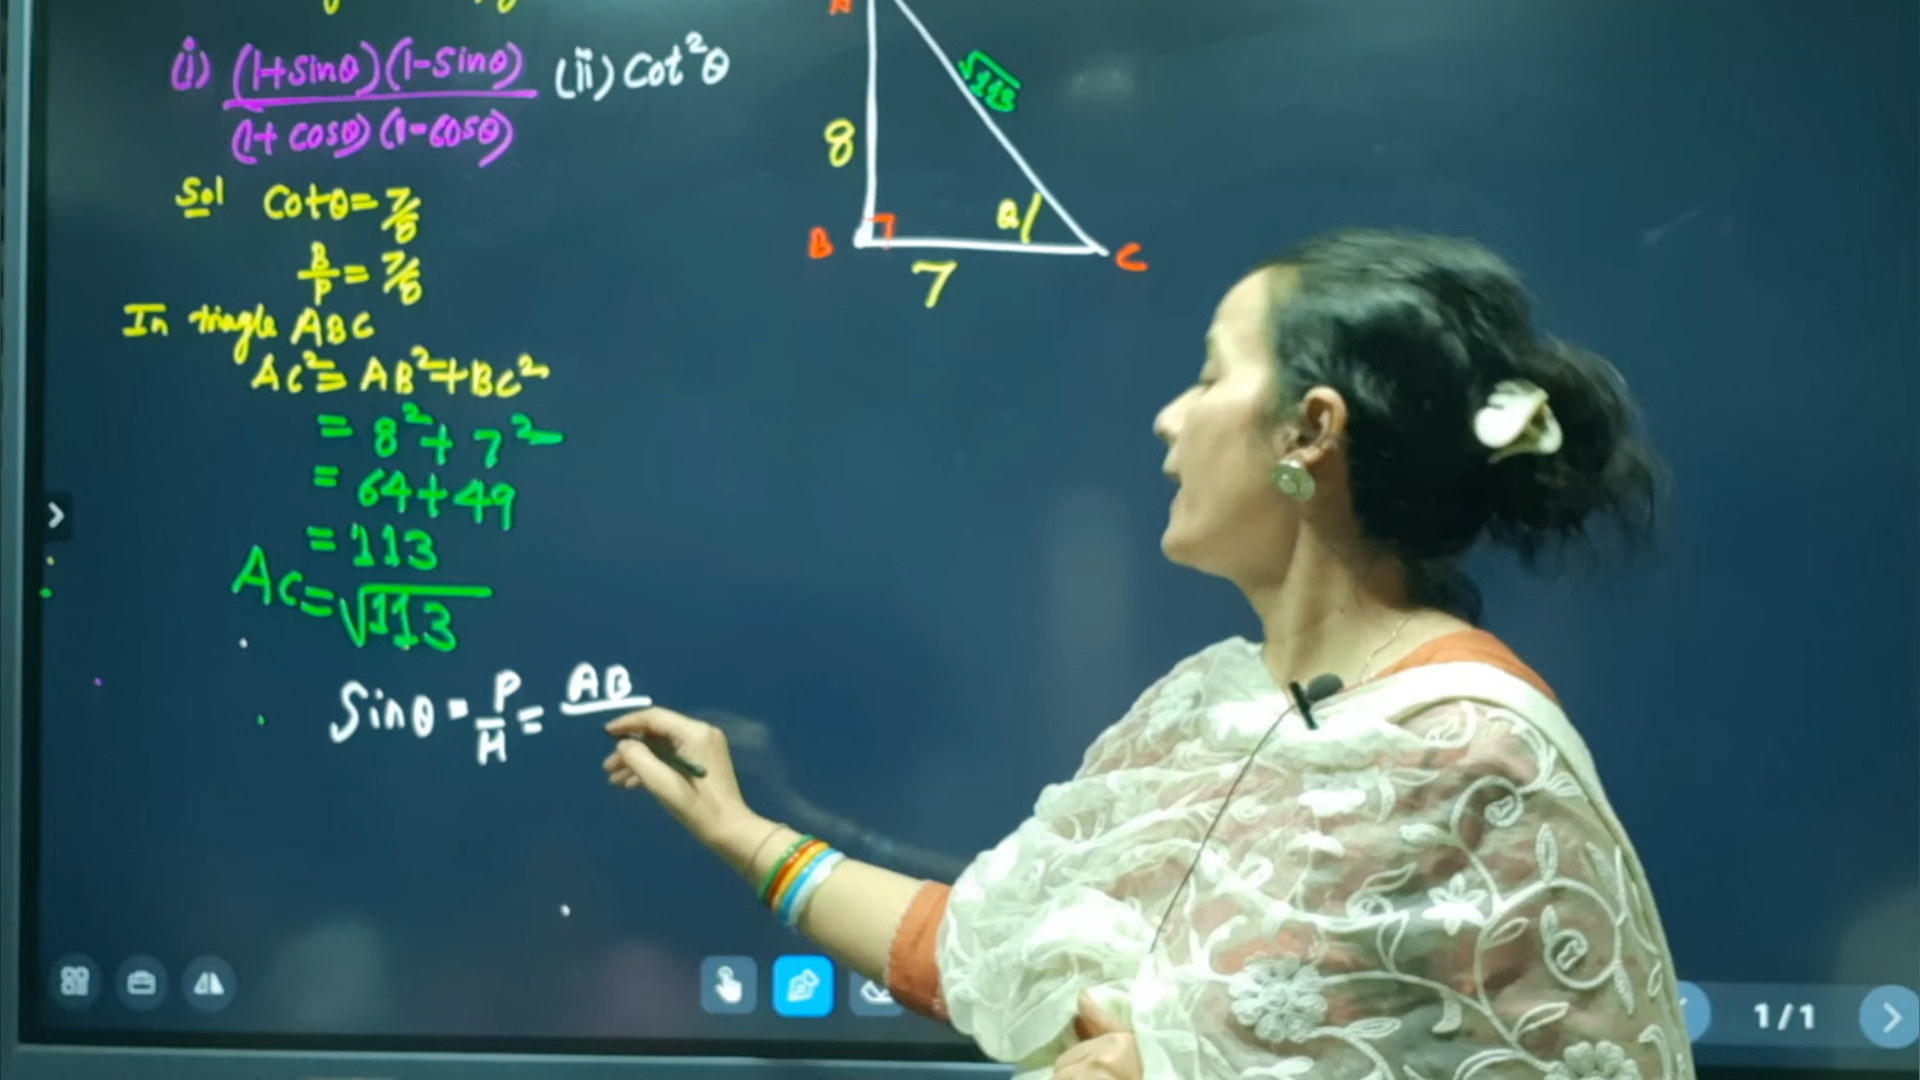 (i) (1+sinθ)(1-sinθ) (ii) Cot²θ
(1+ cosθ)(1-cosθ)
Sol Cotθ= 7/8
B/P = 7/8
In triagle ABC
AC²= AB²+BC²
= 8²+ 7²
= 64+49
= 113
AC=√113
Sinθ = P/H = AB
A
√113
8
θ
B
C
7
1/1